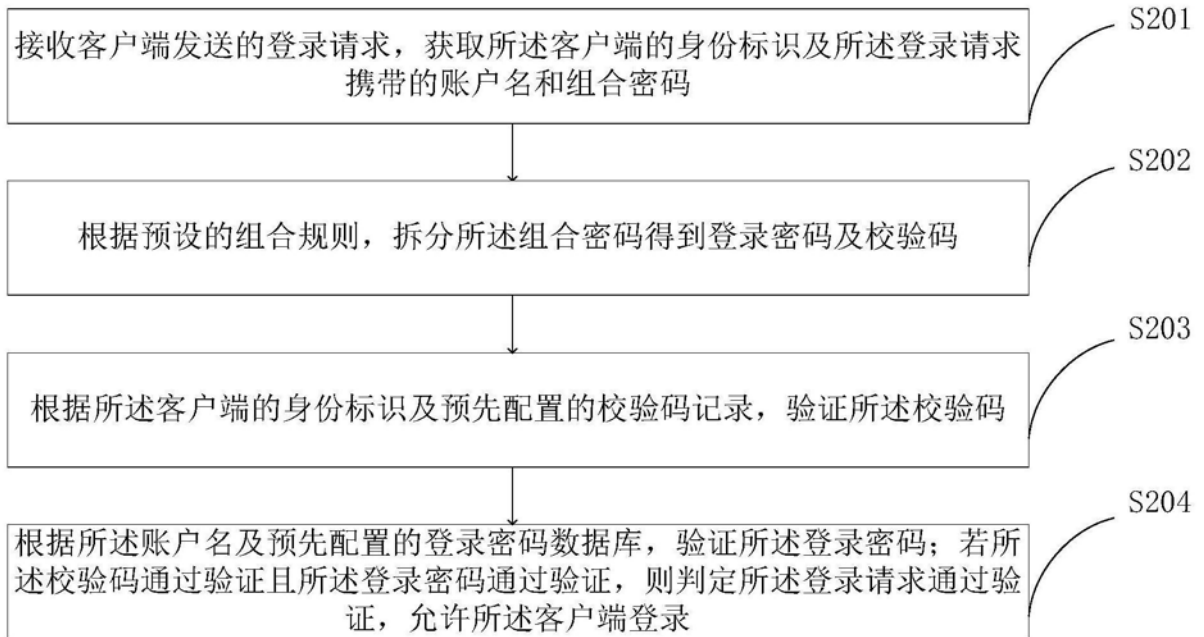 接收客户端发送的登录请求，获取所述客户端的身份标识及所述登录请求
携带的账户名和组合密码
S201
根据预设的组合规则，拆分所述组合密码得到登录密码及校验码
S202
根据所述客户端的身份标识及预先配置的校验码记录，验证所述校验码
S203
根据所述账户名及预先配置的登录密码数据库，验证所述登录密码；若所
述校验码通过验证且所述登录密码通过验证，则判定所述登录请求通过验
证，允许所述客户端登录
S204